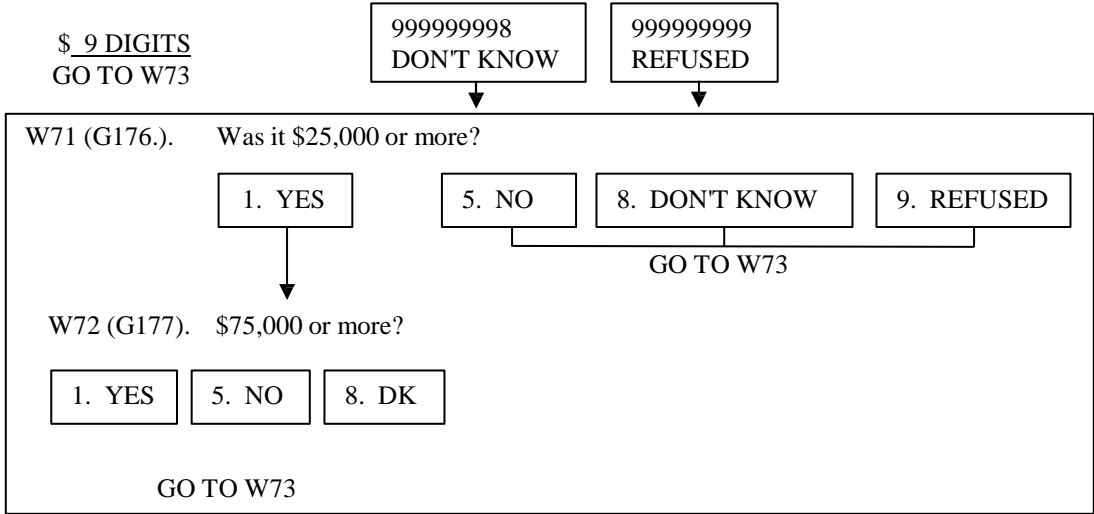 $ 9 DIGITS
GO TO W73
999999998
DON'T KNOW
999999999
REFUSED
W71 (G176.). Was it $25,000 or more?
1. YES
5. NO
8. DON'T KNOW
9. REFUSED
GO TO W73
W72 (G177). $75,000 or more?
1. YES
5. NO
8. DK
GO TO W73